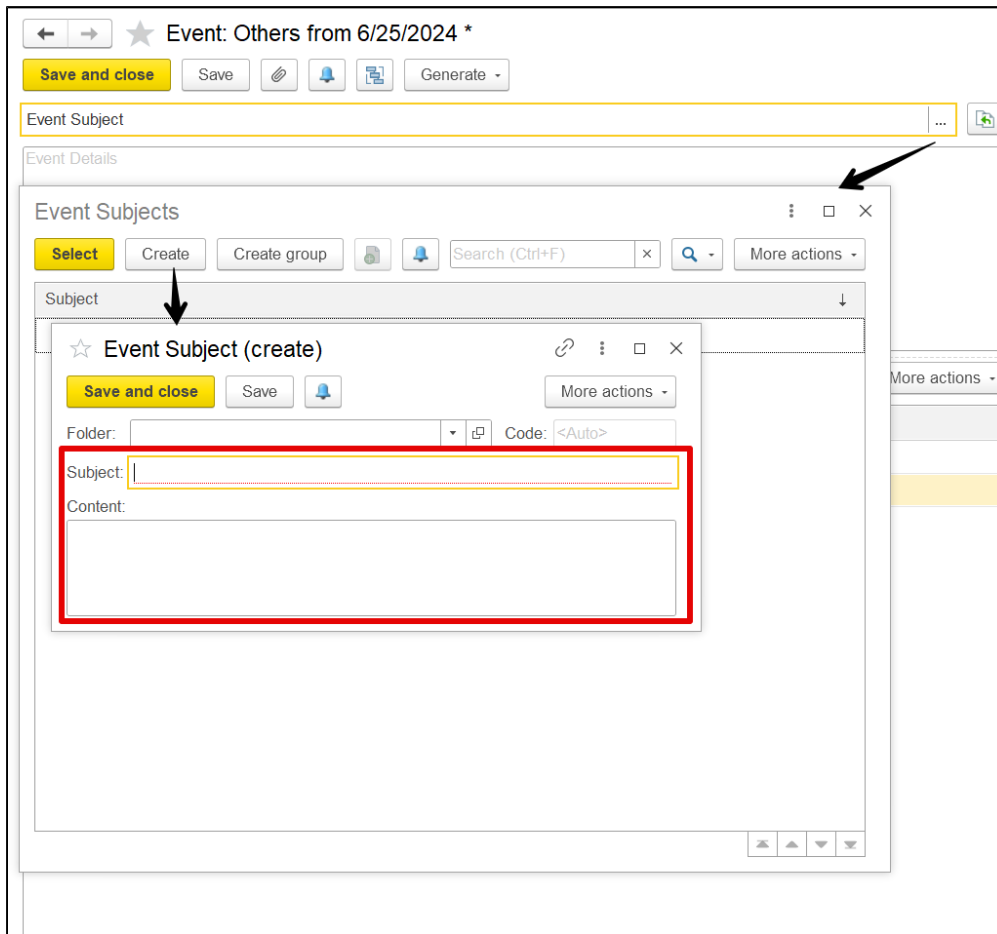 Event: Others from 6/25/2024 *
Save and close Save Generate
Event Subject ...
Event Details
Event Subjects
Select Create Create group Search (Ctrl+F) × More actions
Subject ↓
Event Subject (create)
More actions
Save and close Save More actions
Folder: Code: <Auto>
Subject:
Content: